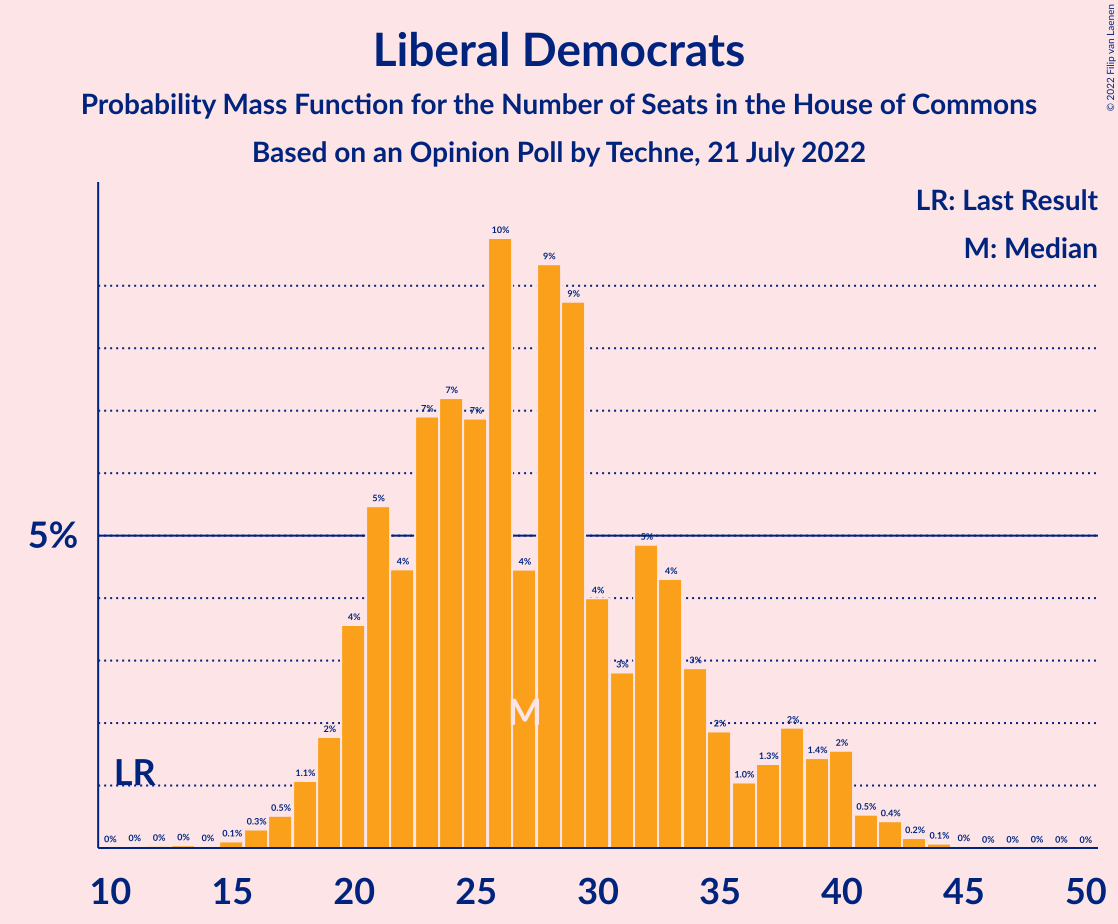 Liberal Democrats
Probability Mass Function for the Number of Seats in the House of Commons
Based on an Opinion Poll by Techne, 21 July 2022
© 2022 Filip van Laenen
LR: Last Result
M: Median
5%
LR
M
0% 0% 0% 0% 0% 0.1% 0.3% 0.5% 1.1% 2% 4% 5% 4% 7% 7% 7% 10% 4% 9% 9% 4% 3% 5% 4% 3% 2% 1.0% 1.3% 2% 1.4% 2% 0.5% 0.4% 0.2% 0.1% 0% 0% 0% 0% 0% 0%
10 15 20 25 30 35 40 45 50